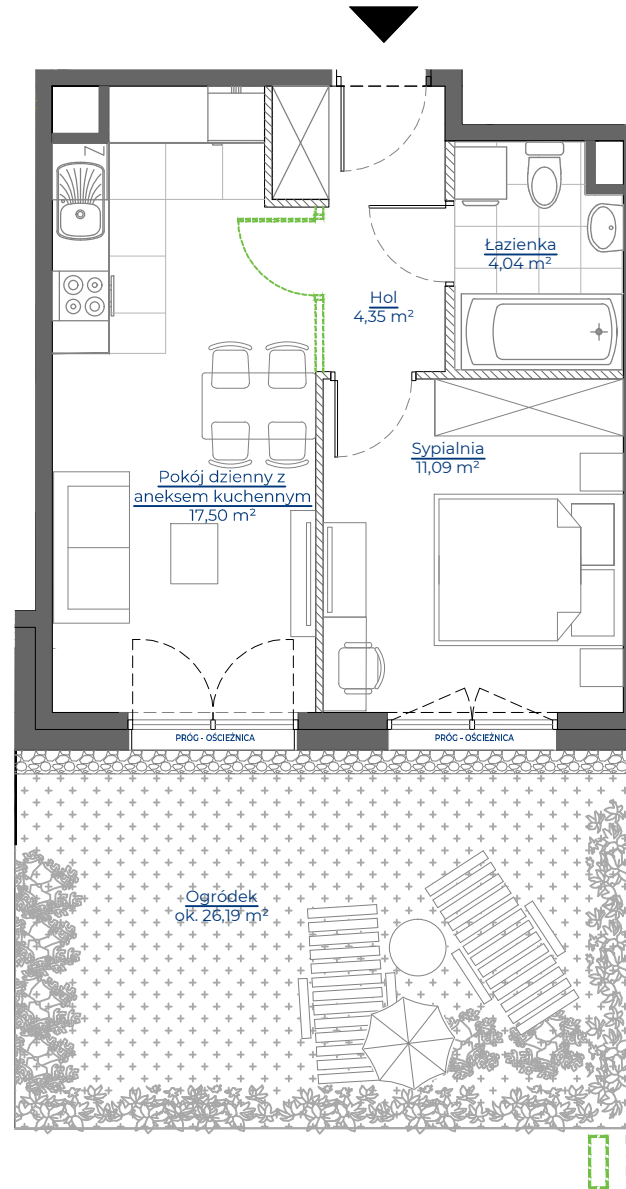 Z
Łazienka
4,04 m²
Hol
4,35 m²
Sypialnia
11,09 m²
Pokój dzienny z
aneksem kuchennym
17,50 m²
PRÓG - OŚCIEŻNICA
PRÓG - OŚCIEŻNICA
Ogródek
ok. 26,19 m²